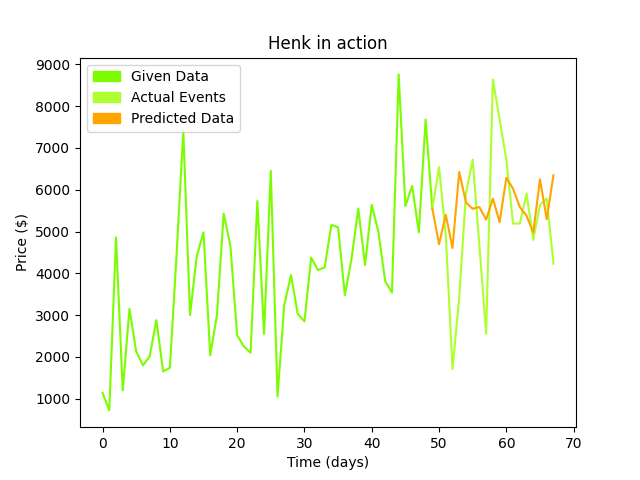 Henk in action
Given Data
Actual Events
Predicted Data
9000
8000
7000
6000
5000
4000
3000
2000
1000
Price ($)
0 10 20 30 40 50 60 70
Time (days)